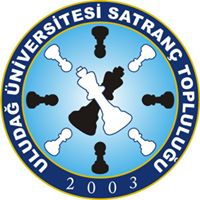 ULUDAĞ ÜNİVERSİTESİ SATRANÇ TOPLULUĞU
2003